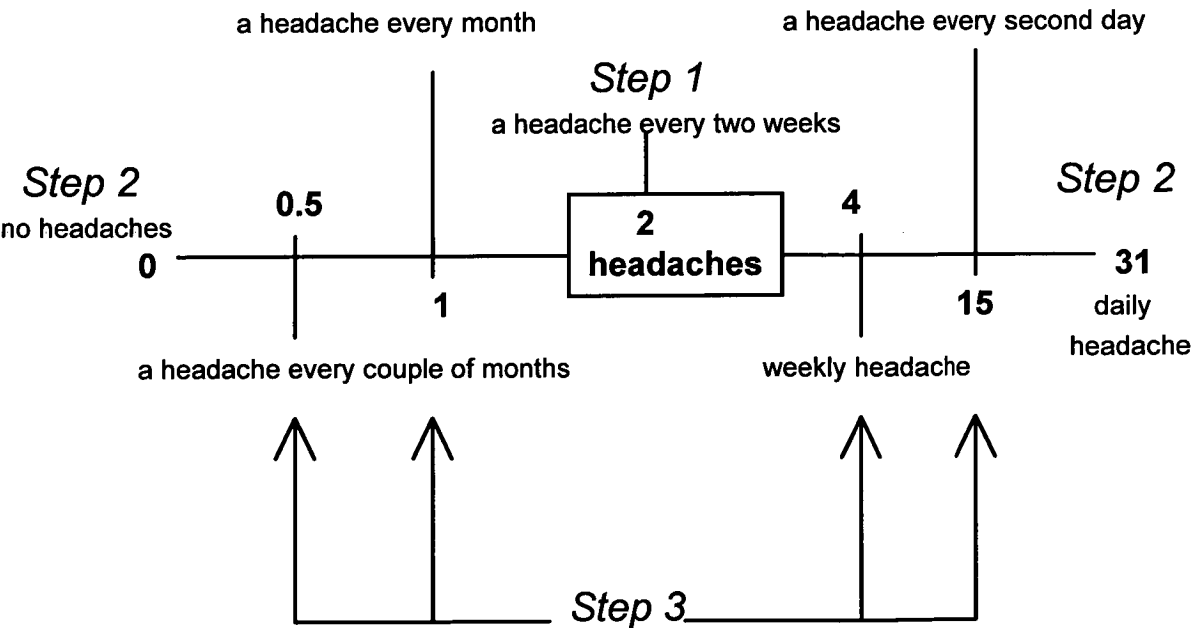 a headache every month
a headache every second day
Step 1
a headache every two weeks
Step 2
no headaches
0
0.5
1
2
headaches
4
15
Step 2
31
daily
headache
a headache every couple of months
weekly headache
Step 3